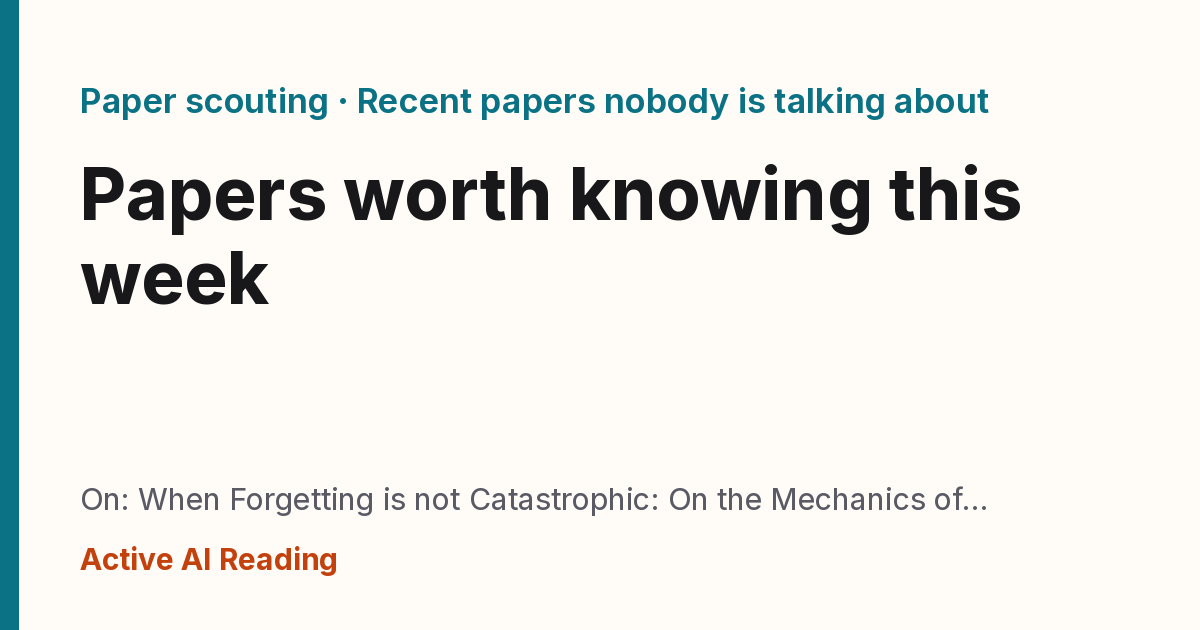 Paper scouting · Recent papers nobody is talking about
Papers worth knowing this
week
On: When Forgetting is not Catastrophic: On the Mechanics of...
Active AI Reading